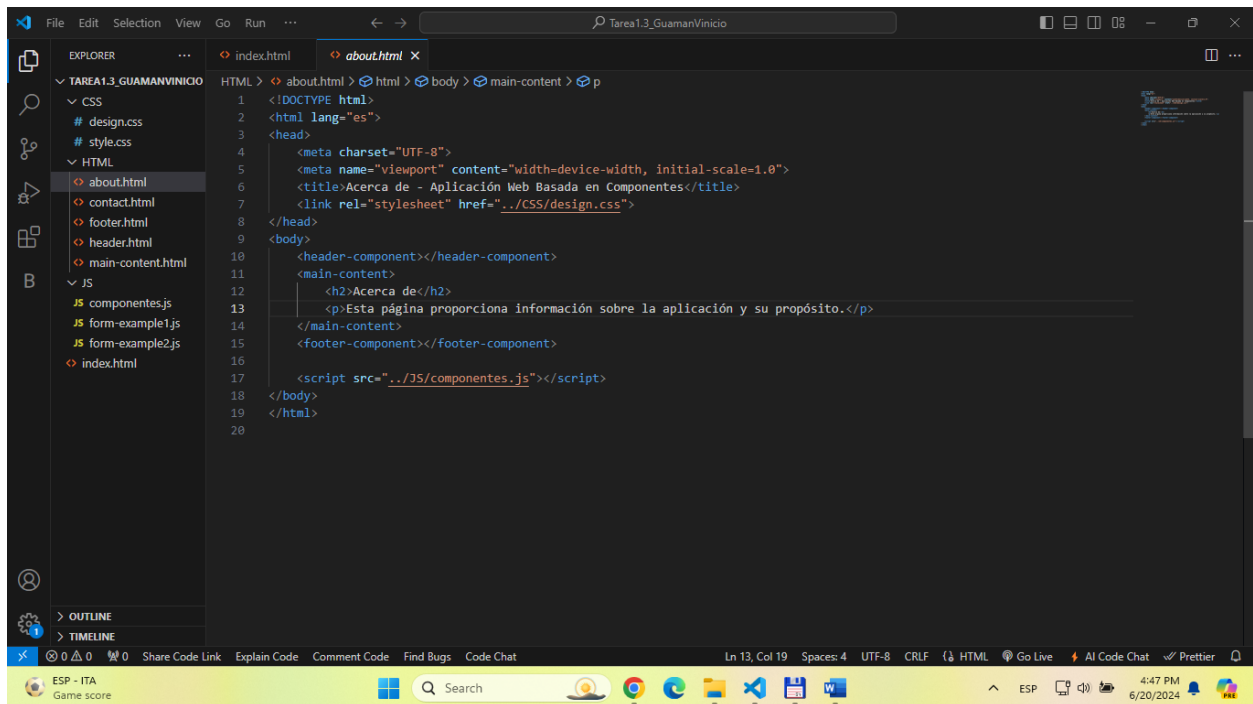 File Edit Selection View Go Run ··· ← → Tarea1.3_GuamanVinicio
EXPLORER ···
TAREA1.3_GUAMANVINICIO
CSS
# design.css
# style.css
HTML
<> about.html
<> contact.html
<> footer.html
<> header.html
<> main-content.html
JS
JS componentes.js
JS form-example1.js
JS form-example2.js
<> index.html
> OUTLINE
> TIMELINE
<> index.html <> about.html ×
HTML > <> about.html > html > body > main-content > p
1 <!DOCTYPE html>
2 <html lang="es">
3 <head>
4 <meta charset="UTF-8">
5 <meta name="viewport" content="width=device-width, initial-scale=1.0">
6 <title>Acerca de - Aplicación Web Basada en Componentes</title>
7 <link rel="stylesheet" href="../CSS/design.css">
8 </head>
9 <body>
10 <header-component></header-component>
11 <main-content>
12 <h2>Acerca de</h2>
13 <p>Esta página proporciona información sobre la aplicación y su propósito.</p>
14 </main-content>
15 <footer-component></footer-component>
16
17 <script src="../JS/componentes.js"></script>
18 </body>
19 </html>
20
B
1
0 0 0 Share Code Link Explain Code Comment Code Find Bugs Code Chat Ln 13, Col 19 Spaces: 4 UTF-8 CRLF HTML Go Live AI Code Chat Prettier
ESP - ITA
Game score
Search
W
ESP
4:47 PM
6/20/2024
PRE